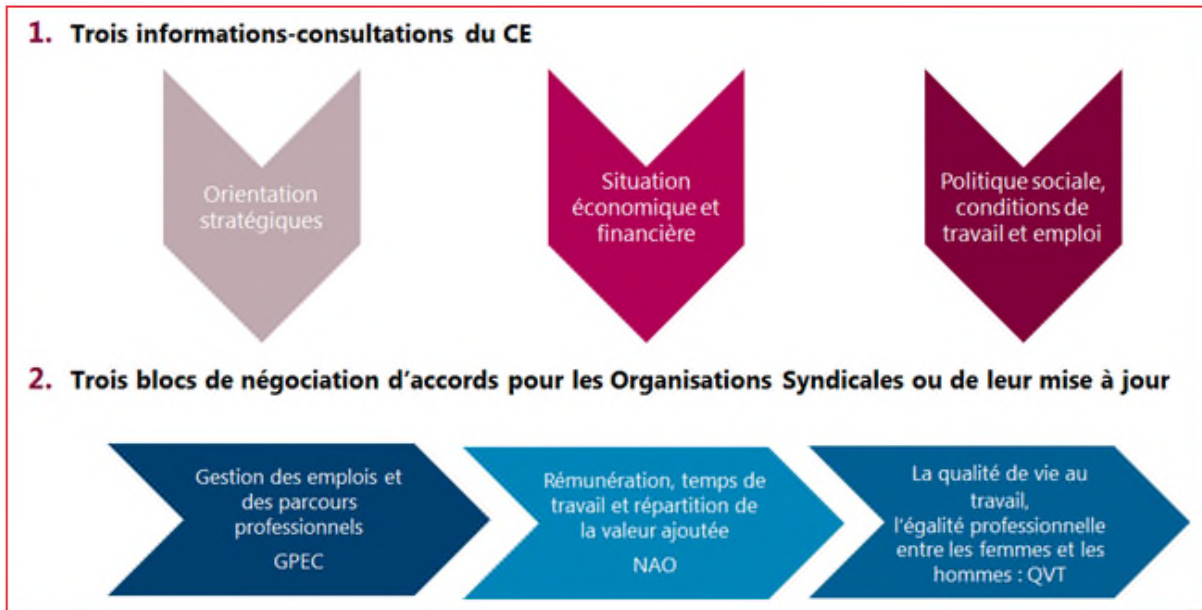 1. Trois informations-consultations du CE
Orientation
stratégiques
Situation
économique et
financière
Politique sociale,
conditions de
travail et emploi
2. Trois blocs de négociation d’accords pour les Organisations Syndicales ou de leur mise à jour
Gestion des emplois et
des parcours
professionnels
GPEC
Rémunération, temps de
travail et répartition de
la valeur ajoutée
NAO
La qualité de vie au
travail,
l'égalité professionnelle
entre les femmes et les
hommes : QVT